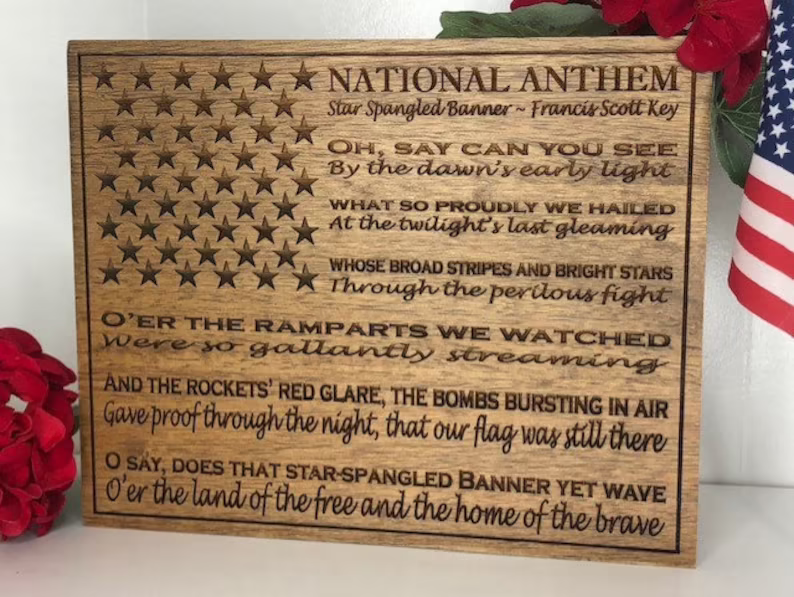 NATIONAL ANTHEM
Star Spangled Banner ~ Francis Scott Key
OH, SAY CAN YOU SEE
By the dawn's early light
WHAT SO PROUDLY WE HAILED
At the twilight's last gleaming
WHOSE BROAD STRIPES AND BRIGHT STARS
Through the perilous fight
O'ER THE RAMPARTS WE WATCHED
Were so gallantly streaming
AND THE ROCKETS' RED GLARE, THE BOMBS BURSTING IN AIR
Gave proof through the night, that our flag was still there
O SAY, DOES THAT STAR-SPANGLED BANNER YET WAVE
O'er the land of the free and the home of the brave